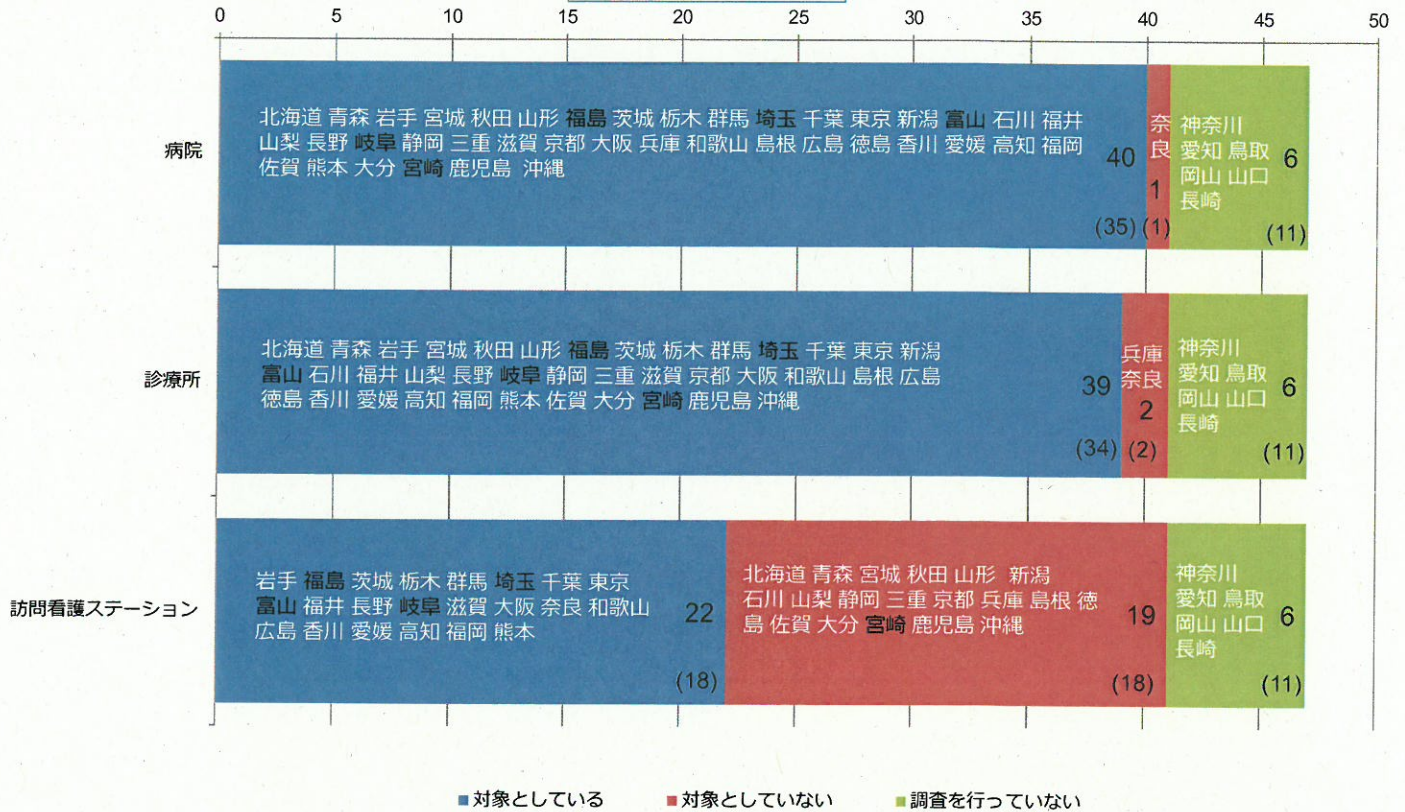 0 5 10 15 20 25 30 35 40 45 50
病院
北海道 青森 岩手 宮城 秋田 山形 福島 茨城 栃木 群馬 埼玉 千葉 東京 新潟 富山 石川 福井
山梨 長野 岐阜 静岡 三重 滋賀 京都 大阪 兵庫 和歌山 島根 広島 徳島 香川 愛媛 高知 福岡
佐賀 熊本 大分 宮崎 鹿児島 沖縄
40
(35)
奈
良
1
(1)
神奈川
愛知 鳥取
岡山 山口
長崎
6
(11)
診療所
北海道 青森 岩手 宮城 秋田 山形 福島 茨城 栃木 群馬 埼玉 千葉 東京 新潟
富山 石川 福井 山梨 長野 岐阜 静岡 三重 滋賀 京都 大阪 和歌山 島根 広島
徳島 香川 愛媛 高知 福岡 熊本 佐賀 大分 宮崎 鹿児島 沖縄
39
(34)
兵庫
奈良
2
(2)
神奈川
愛知 鳥取
岡山 山口
長崎
6
(11)
訪問看護ステーション
岩手 福島 茨城 栃木 群馬 埼玉 千葉 東京
富山 福井 長野 岐阜 滋賀 大阪 奈良 和歌山
広島 香川 愛媛 高知 福岡 熊本
22
(18)
北海道 青森 宮城 秋田 山形 新潟
石川 山梨 静岡 三重 京都 兵庫 島根 徳
島 佐賀 大分 宮崎 鹿児島 沖縄
19
(18)
神奈川
愛知 鳥取
岡山 山口
長崎
6
(11)
対象としている 対象としていない 調査を行っていない